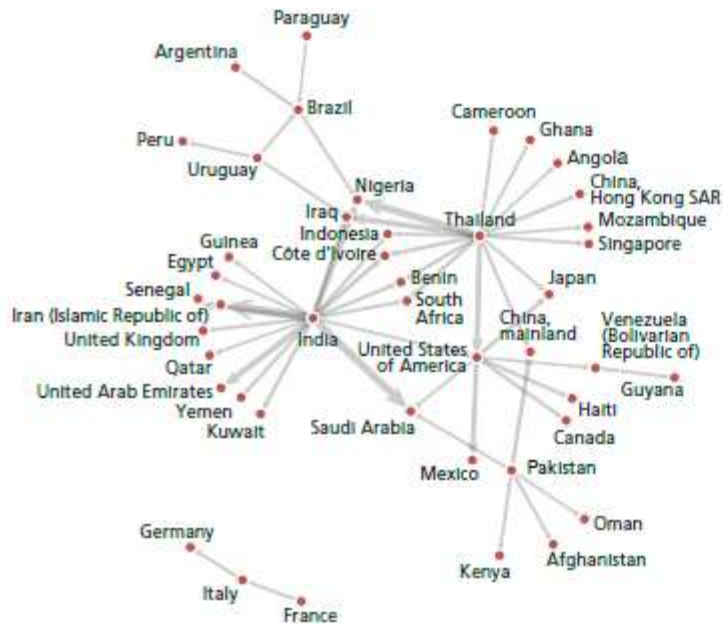 Paraguay
Argentina
Brazil
Cameroon
Ghana
Peru
Angola
Uruguay
Nigeria
China,
Hong Kong SAR
Iraq
Thailand
Mozambique
Indonesia
Singapore
Guinea
Côte d'Ivoire
Egypt
Benin
Japan
Senegal
South
Africa
Iran (Islamic Republic of)
China,
mainland
Venezuela
(Bolivarian
Republic of)
United Kingdom
India
United States
of America
Qatar
Guyana
United Arab Emirates
Haiti
Yemen
Kuwait
Saudi Arabia
Canada
Mexico
Pakistan
Oman
Germany
Afghanistan
Kenya
Italy
France